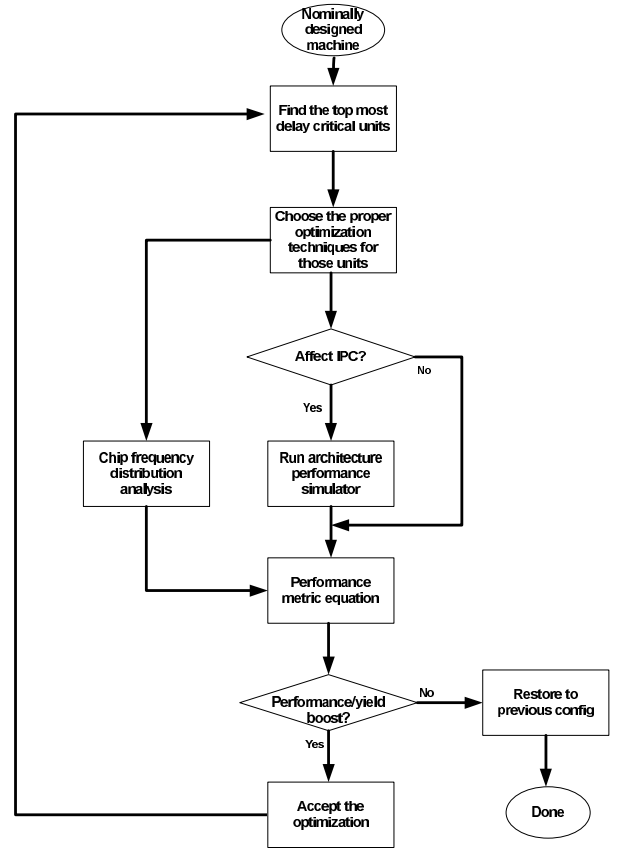 Nominally
designed
machine
Find the top most
delay critical units
Choose the proper
optimization
techniques for
those units
Affect IPC?
No
Yes
Chip frequency
distribution
analysis
Run architecture
performance
simulator
Performance
metric equation
Performance/yield
boost?
No
Yes
Restore to
previous config
Accept the
optimization
Done